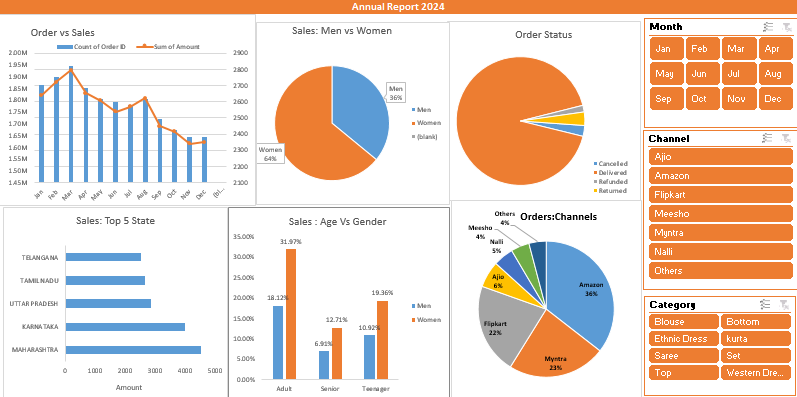 Annual Report 2024
Order vs Sales
Count of Order ID
Sum of Amount
2.00M
1.95M
1.90M
1.85M
1.80M
1.75M
1.70M
1.65M
1.60M
1.55M
1.50M
1.45M
2900
2800
2700
2600
2500
2400
2300
2200
2100
Jan
Feb
Mar
Apr
May
Jun
Jul
Aug
Sep
Oct
Nov
Dec
(bl...
Sales: Men vs Women
Men
36%
Women
64%
Men
Women
(blank)
Order Status
Cancelled
Delivered
Refunded
Returned
Sales: Top 5 State
TELANGANA
TAMIL NADU
UTTAR PRADESH
KARNATAKA
MAHARASHTRA
0 1000 2000 3000 4000 5000
Amount
Sales : Age Vs Gender
35.00%
30.00%
25.00%
20.00%
15.00%
10.00%
5.00%
0.00%
18.12%
31.97%
6.91%
12.71%
10.92%
19.36%
Adult
Senior
Teenager
Men
Women
Orders:Channels
Others
4%
Meesho
4%
Nalli
5%
Ajio
6%
Flipkart
22%
Myntra
23%
Amazon
36%
Month
Jan Feb Mar Apr
May Jun Jul Aug
Sep Oct Nov Dec
Channel
Ajio
Amazon
Flipkart
Meesho
Myntra
Nalli
Others
Category
Blouse Bottom
Ethnic Dress kurta
Saree Set
Top Western Dre...